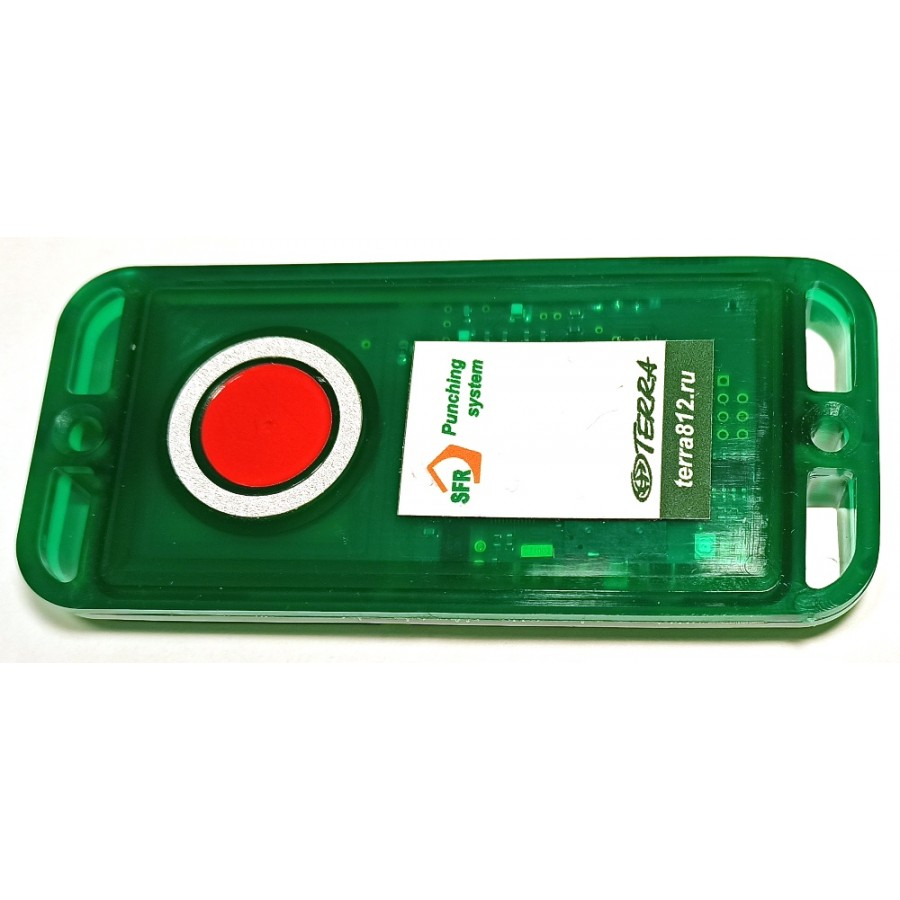 SFR
Punching
system
TERRA
terra812.ru